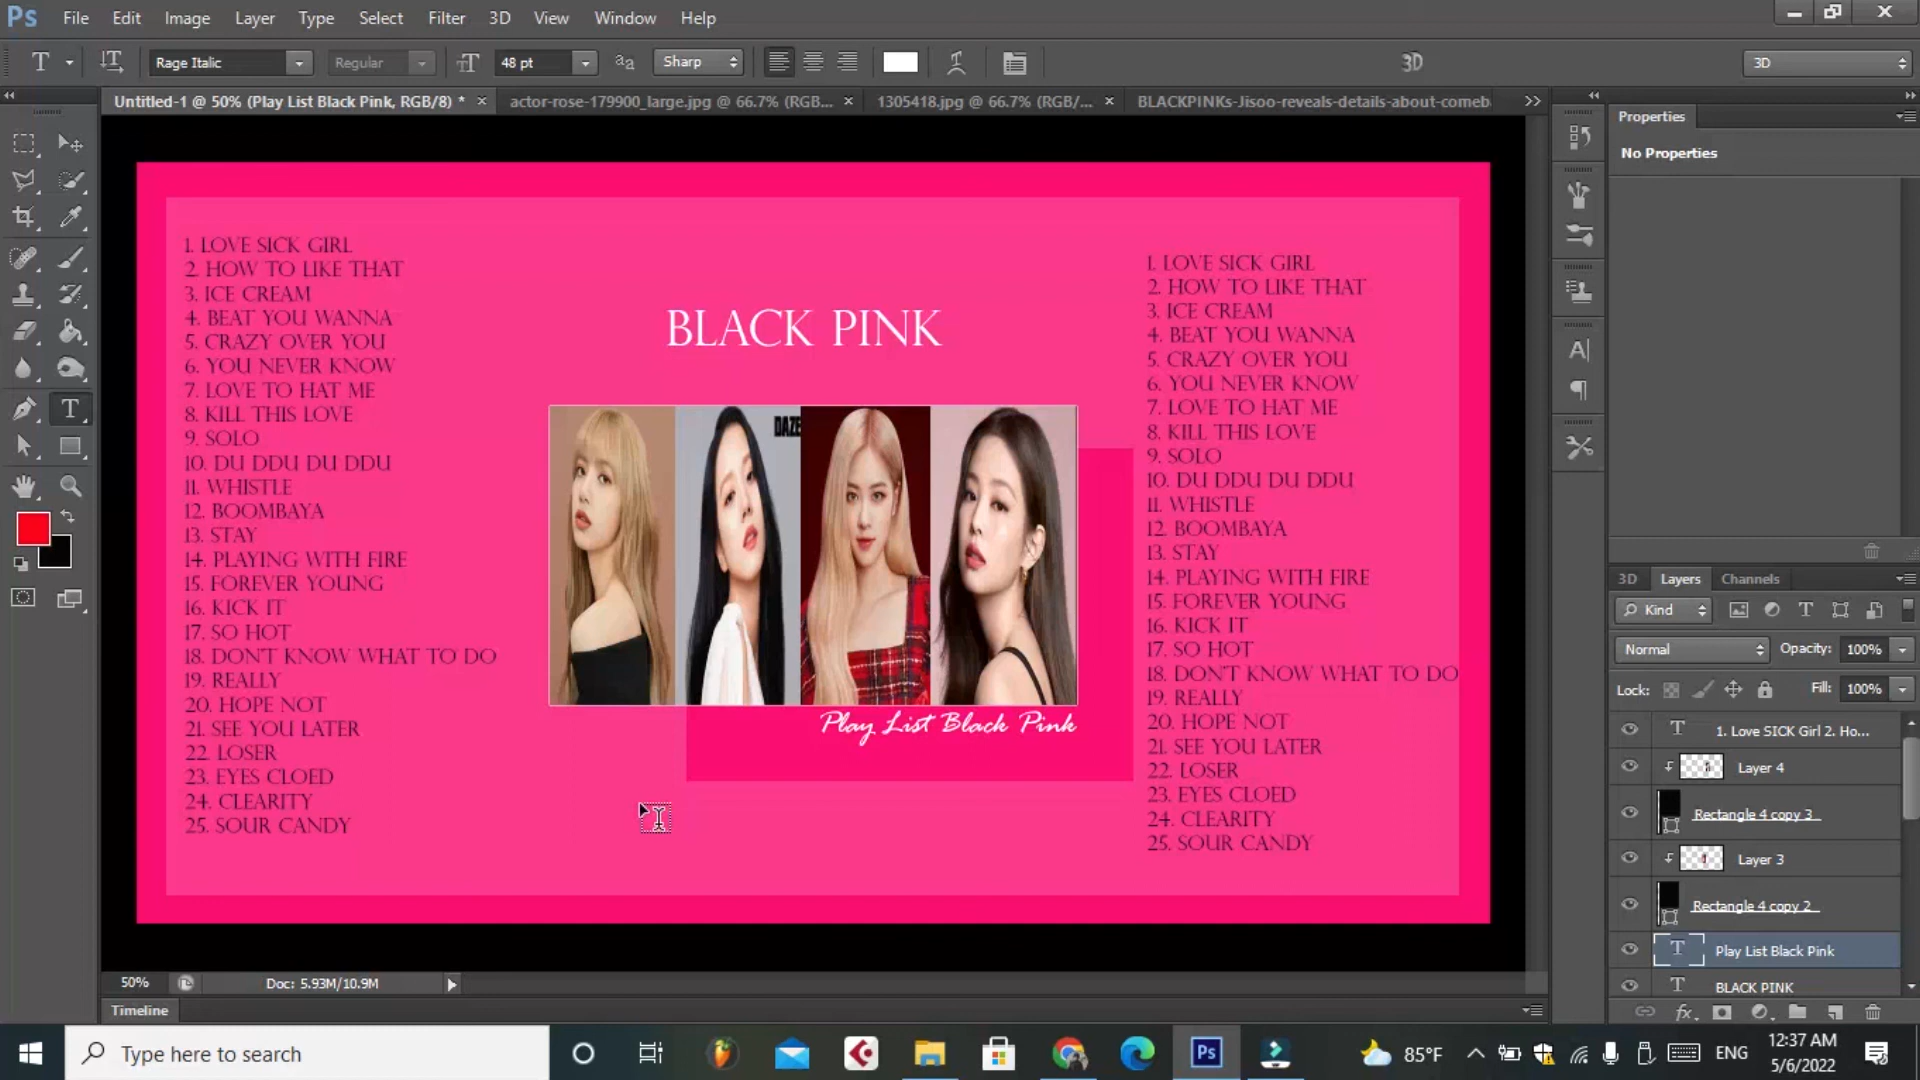 Ps File Edit Image Layer Type Select Filter 3D View Window Help
T Rage Italic Regular 48 pt aa Sharp 3D 3D
Untitled-1 @ 50% (Play List Black Pink, RGB/8) * actor-rose-179900_large.jpg @ 66.7% (RGB... 1305418.jpg @ 66.7% (RGB/... BLACKPINKs-Jisoo-reveals-details-about-comeb
Properties
No Properties
1. LOVE SICK GIRL
2. HOW TO LIKE THAT
3. ICE CREAM
4. BEAT YOU WANNA
5. CRAZY OVER YOU
6. YOU NEVER KNOW
7. LOVE TO HAT ME
8. KILL THIS LOVE
9. SOLO
10. DU DDU DU DDU
11. WHISTLE
12. BOOMBAYA
13. STAY
14. PLAYING WITH FIRE
15. FOREVER YOUNG
16. KICK IT
17. SO HOT
18. DON'T KNOW WHAT TO DO
19. REALLY
20. HOPE NOT
21. SEE YOU LATER
22. LOSER
23. EYES CLOED
24. CLEARITY
25. SOUR CANDY
BLACK PINK
DAZE
Play List Black Pink
1. LOVE SICK GIRL
2. HOW TO LIKE THAT
3. ICE CREAM
4. BEAT YOU WANNA
5. CRAZY OVER YOU
6. YOU NEVER KNOW
7. LOVE TO HAT ME
8. KILL THIS LOVE
9. SOLO
10. DU DDU DU DDU
11. WHISTLE
12. BOOMBAYA
13. STAY
14. PLAYING WITH FIRE
15. FOREVER YOUNG
16. KICK IT
17. SO HOT
18. DON'T KNOW WHAT TO DO
19. REALLY
20. HOPE NOT
21. SEE YOU LATER
22. LOSER
23. EYES CLOED
24. CLEARITY
25. SOUR CANDY
3D Layers Channels
Kind
Normal Opacity: 100%
Lock: Fill: 100%
T 1. Love SICK Girl 2. Ho...
Layer 4
Rectangle 4 copy 3
Layer 3
Rectangle 4 copy 2
T Play List Black Pink
T BLACK PINK
50% Doc: 5.93M/10.9M
Timeline
fx
Type here to search
Ps
85°F
ENG
12:37 AM
5/6/2022